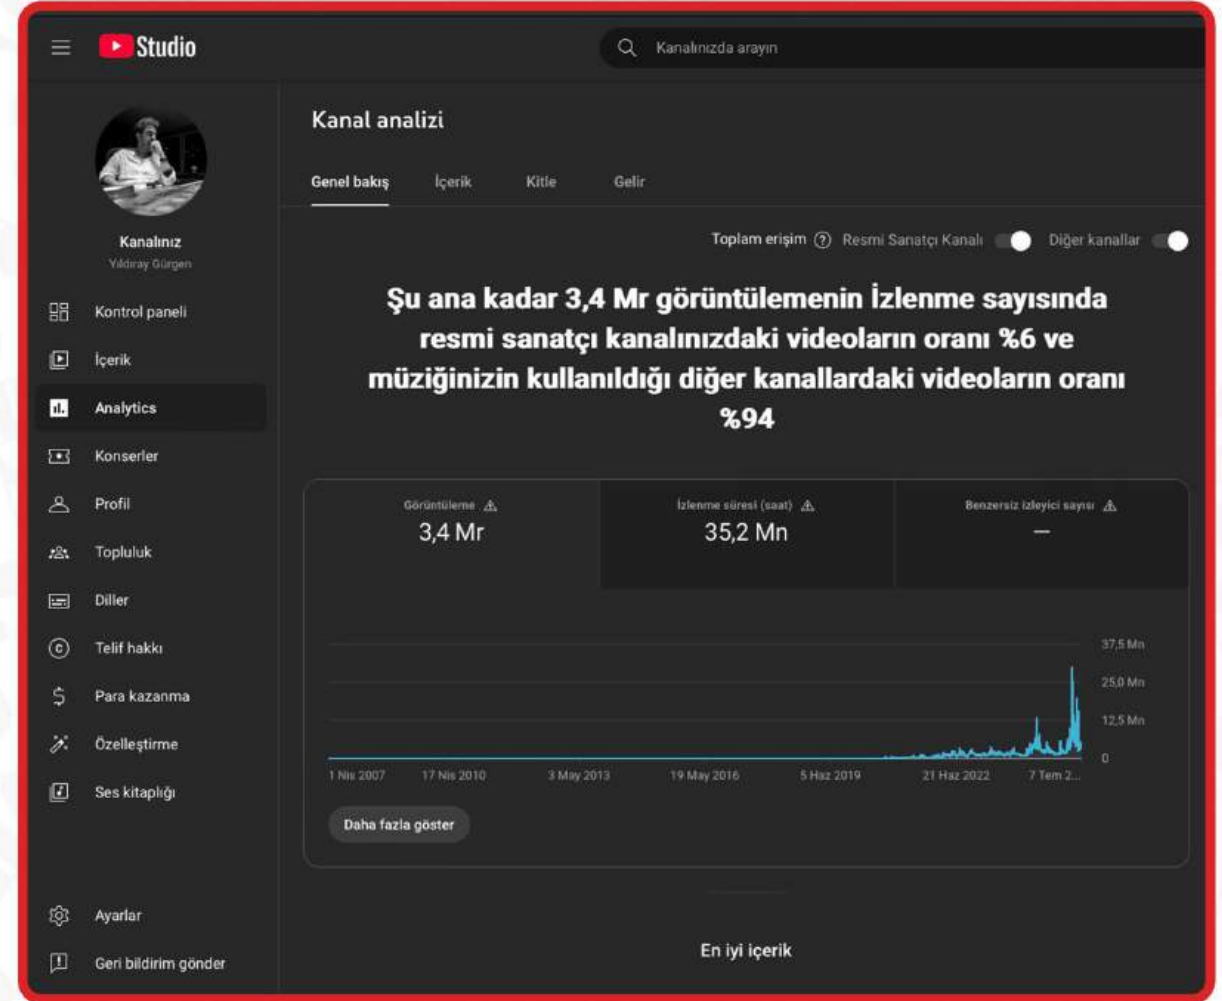 Studio
Kanalınızda arayın
Kanalınız
Yıldıray Gürgen
Kontrol paneli
İçerik
Analytics
Konserler
Profil
Topluluk
Diller
Telif hakkı
Para kazanma
Özelleştirme
Ses kitaplığı
Ayarlar
Geri bildirim gönder
Kanal analizi
Genel bakış İçerik Kitle Gelir
Toplam erişim Resmi Sanatçı Kanalı Diğer kanallar
Şu ana kadar 3,4 Mr görüntülemenin İzlenme sayısında
resmi sanatçı kanalınızdaki videoların oranı %6 ve
müziğinizin kullanıldığı diğer kanallardaki videoların oranı
%94
Görüntüleme İzlenme süresi (saat) Benzersiz izleyici sayısı
3,4 Mr 35,2 Mn —
37,5 Mn
25,0 Mn
12,5 Mn
0
1 Nis 2007 17 Nis 2010 3 May 2013 19 May 2016 5 Haz 2019 21 Haz 2022 7 Tem 2...
Daha fazla göster
En iyi içerik